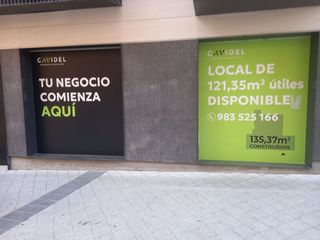 CAVIDEL
TU NEGOCIO
COMIENZA
AQUÍ
CAVIDEL
LOCAL DE
121,35m² útiles
DISPONIBLE
983 525 166
135,37m²
CONSTRUIDOS